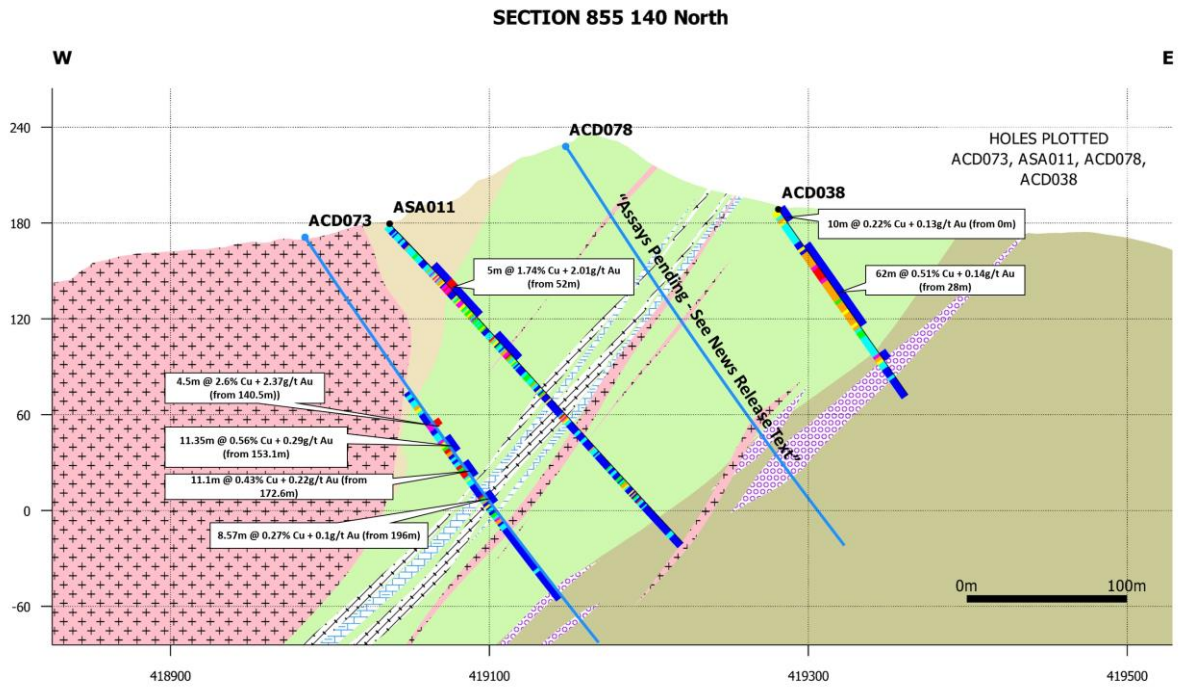 SECTION 855 140 North
W
E
240
180
120
60
0
-60
ACD078
HOLES PLOTTED
ACD073, ASA011, ACD078,
ACD038
ACD073
ASA011
ACD038
10m @ 0.22% Cu + 0.13g/t Au (from 0m)
5m @ 1.74% Cu + 2.01g/t Au
(from 52m)
62m @ 0.51% Cu + 0.14g/t Au
(from 28m)
"Assays Pending - See News Release Text"
4.5m @ 2.6% Cu + 2.37g/t Au
(from 140.5m))
11.35m @ 0.56% Cu + 0.29g/t Au
(from 153.1m)
11.1m @ 0.43% Cu + 0.22g/t Au (from
172.6m)
8.57m @ 0.27% Cu + 0.1g/t Au (from 196m)
0m
100m
418900
419100
419300
419500